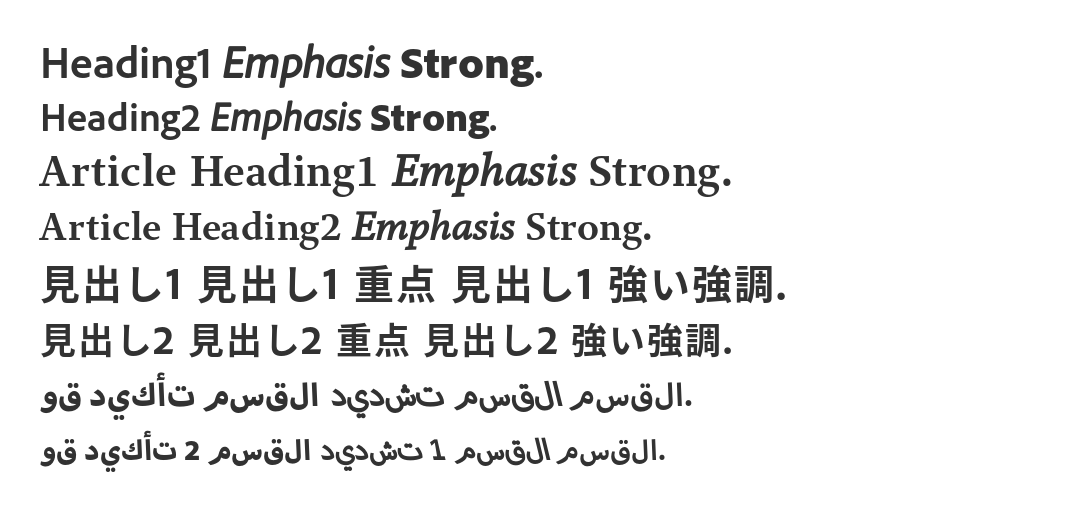 Heading1 Emphasis Strong.
Heading2 Emphasis Strong.
Article Heading1 Emphasis Strong.
Article Heading2 Emphasis Strong.
見出し1 見出し1 重点 見出し1 強い強調.
見出し2 見出し2 重点 見出し2 強い強調.
القسم القسم تشديد القسم تأكيد قو.
القسم القسم 1 تشديد القسم 2 تأكيد قو.